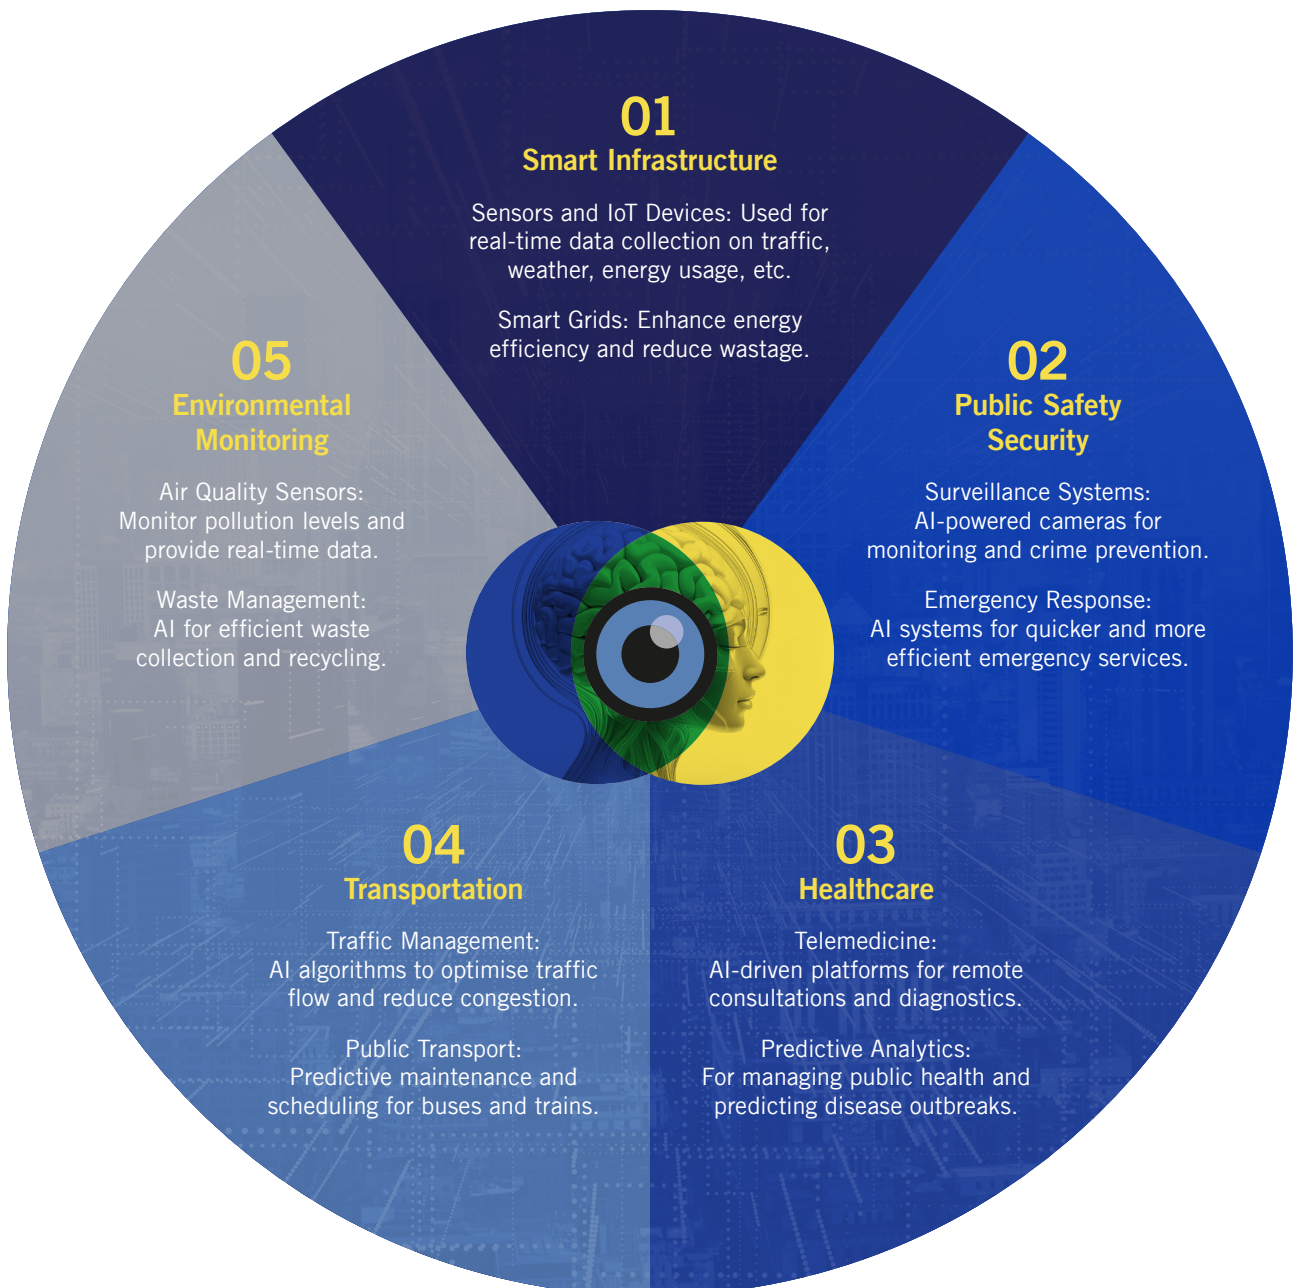 01
Smart Infrastructure
Sensors and IoT Devices: Used for
real-time data collection on traffic,
weather, energy usage, etc.
Smart Grids: Enhance energy
efficiency and reduce wastage.
02
Public Safety
Security
Surveillance Systems:
AI-powered cameras for
monitoring and crime prevention.
Emergency Response:
AI systems for quicker and more
efficient emergency services.
03
Healthcare
Telemedicine:
AI-driven platforms for remote
consultations and diagnostics.
Predictive Analytics:
For managing public health and
predicting disease outbreaks.
04
Transportation
Traffic Management:
AI algorithms to optimise traffic
flow and reduce congestion.
Public Transport:
Predictive maintenance and
scheduling for buses and trains.
05
Environmental
Monitoring
Air Quality Sensors:
Monitor pollution levels and
provide real-time data.
Waste Management:
AI for efficient waste
collection and recycling.